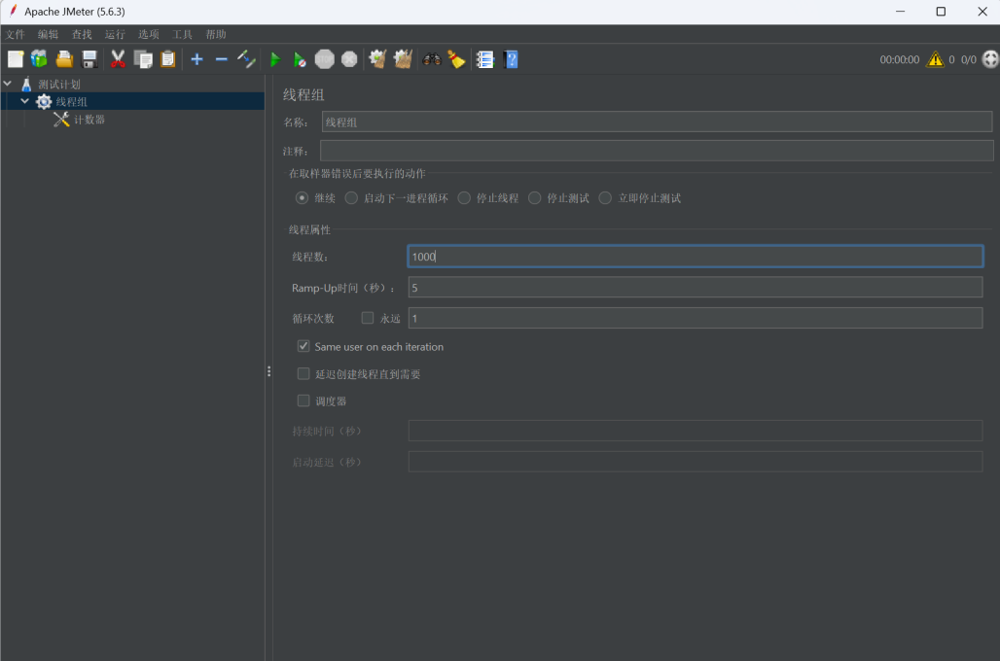 Apache JMeter (5.6.3)
文件 编辑 查找 运行 选项 工具 帮助
00:00:00 0 0/0
测试计划
线程组
计数器
线程组
名称： 线程组
注释：
在取样器错误后要执行的动作
继续 启动下一进程循环 停止线程 停止测试 立即停止测试
线程属性
线程数： 1000
Ramp-Up时间（秒）： 5
循环次数 永远 1
Same user on each iteration
延迟创建线程直到需要
调度器
持续时间（秒）
启动延迟（秒）